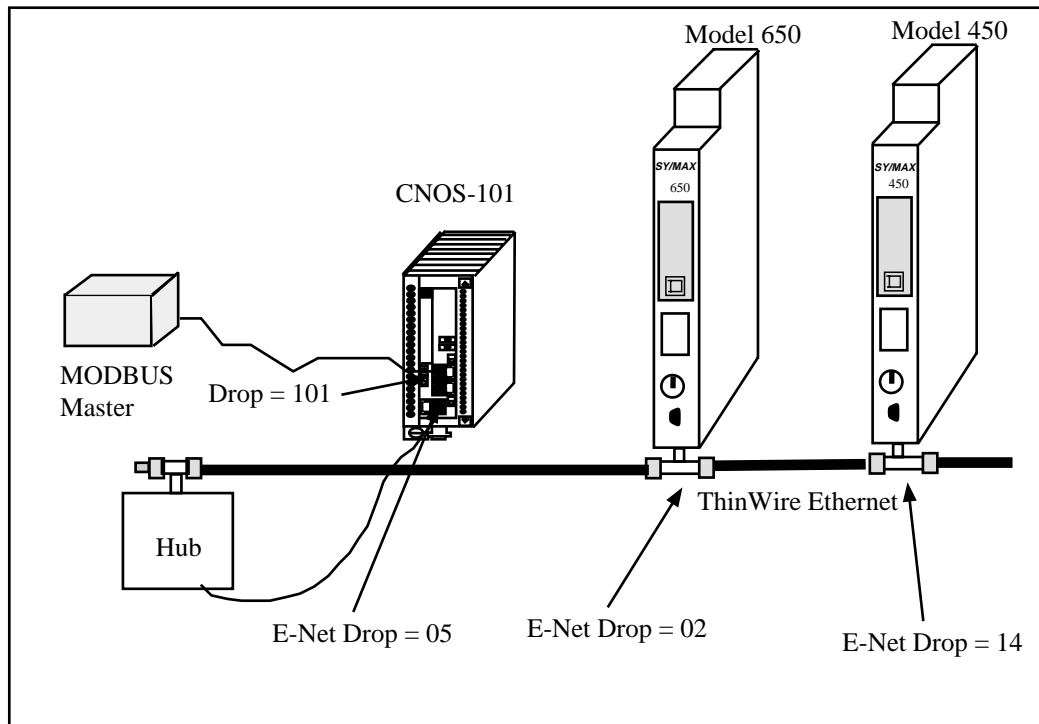 Model 650
Model 450
SY/MAX
650
SY/MAX
450
CNOS-101
MODBUS
Master
Drop = 101
ThinWire Ethernet
Hub
E-Net Drop = 05
E-Net Drop = 02
E-Net Drop = 14